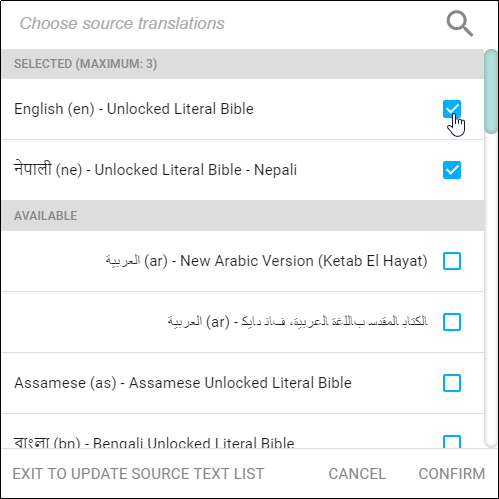 Choose source translations
SELECTED (MAXIMUM: 3)
English (en) - Unlocked Literal Bible
नेपाली (ne) - Unlocked Literal Bible - Nepali
AVAILABLE
العربية (ar) - New Arabic Version (Ketab El Hayat)
العربية (ar) - الكتاب المقدس باللغة العربية، فان دايك
Assamese (as) - Assamese Unlocked Literal Bible
বাংলা (bn) - Bengali Unlocked Literal Bible
EXIT TO UPDATE SOURCE TEXT LIST CANCEL CONFIRM